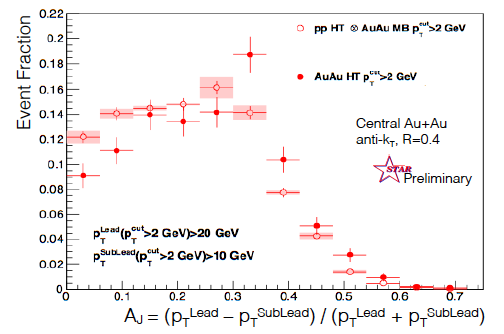 0.22
0.2
0.18
0.16
0.14
0.12
0.1
0.08
0.06
0.04
0.02
0
Event Fraction
pp HT ⊗ AuAu MB p_T^cut>2 GeV
AuAu HT p_T^cut>2 GeV
Central Au+Au
anti-k_T, R=0.4
STAR
Preliminary
p_T^Lead(p_T^cut>2 GeV)>20 GeV
p_T^SubLead(p_T^cut>2 GeV)>10 GeV
0 0.1 0.2 0.3 0.4 0.5 0.6 0.7
A_J = (p_T^Lead − p_T^SubLead) / (p_T^Lead + p_T^SubLead)